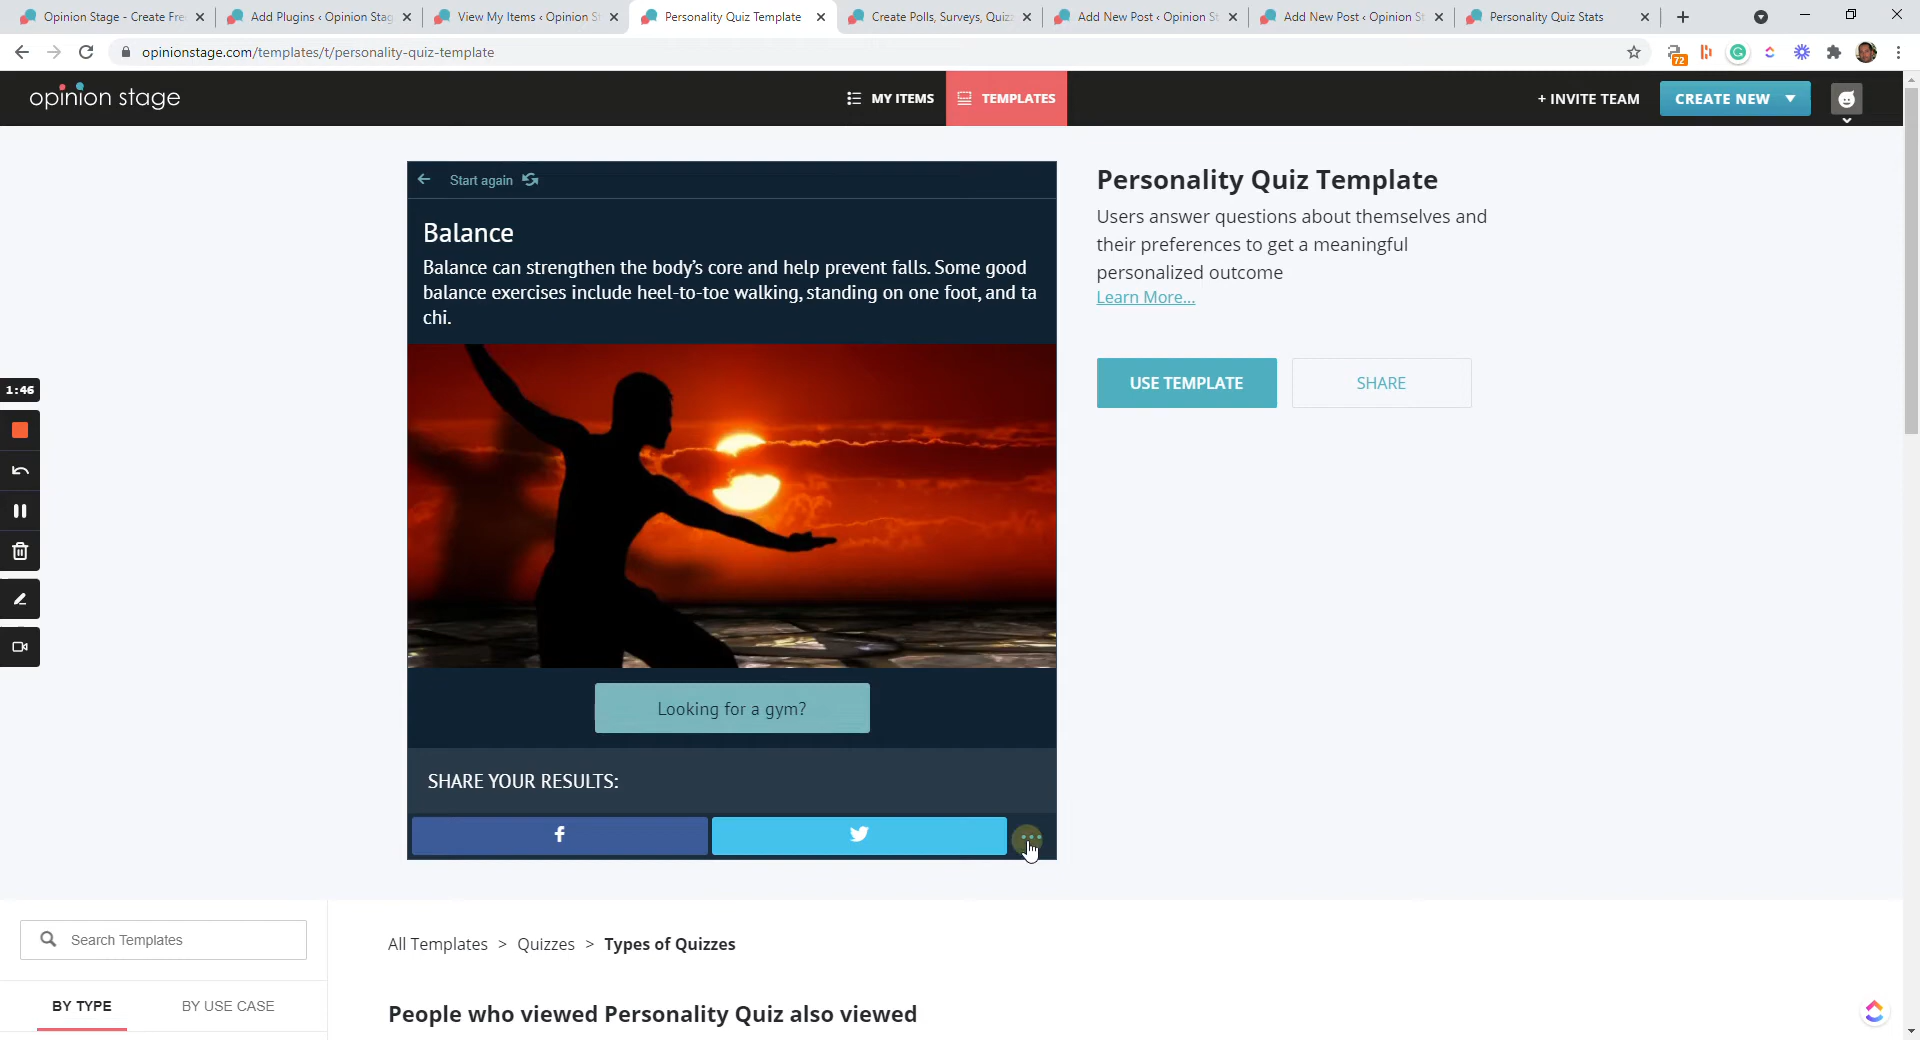 Opinion Stage - Create Fre
Add Plugins ‹ Opinion Stag
View My Items ‹ Opinion St
Personality Quiz Template
Create Polls, Surveys, Quizz
Add New Post ‹ Opinion St
Add New Post ‹ Opinion St
Personality Quiz Stats
opinionstage.com/templates/t/personality-quiz-template
72
opinion stage
MY ITEMS
TEMPLATES
+ INVITE TEAM
CREATE NEW
Start again
Balance
Balance can strengthen the body’s core and help prevent falls. Some good
balance exercises include heel-to-toe walking, standing on one foot, and ta
chi.
Looking for a gym?
SHARE YOUR RESULTS:
Personality Quiz Template
Users answer questions about themselves and
their preferences to get a meaningful
personalized outcome
Learn More...
USE TEMPLATE
SHARE
1:46
Search Templates
BY TYPE
BY USE CASE
All Templates > Quizzes > Types of Quizzes
People who viewed Personality Quiz also viewed